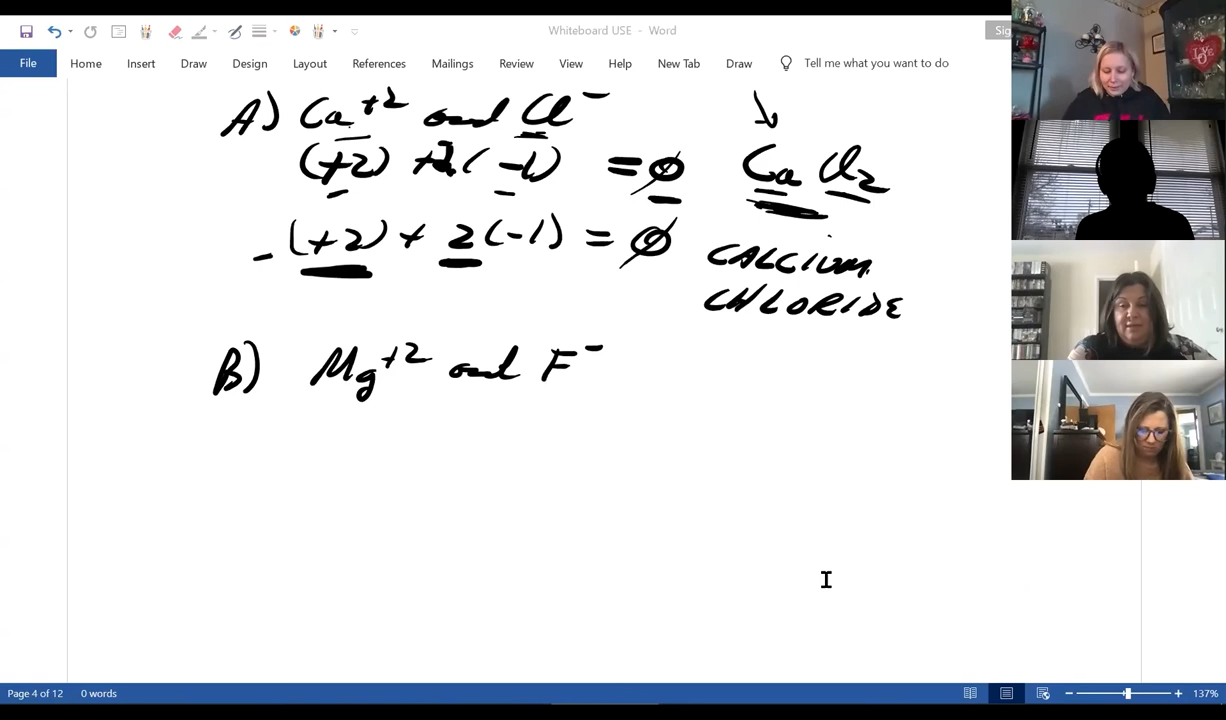 Whiteboard USE - Word
File Home Insert Draw Design Layout References Mailings Review View Help New Tab Draw Tell me what you want to do
A) Ca+2 and Cl-
(+2) + (-1) = 0 CaCl2
(+2) + 2(-1) = 0 CALCIUM
CHLORIDE
B) Mg+2 and F-
Page 4 of 12 0 words 137%